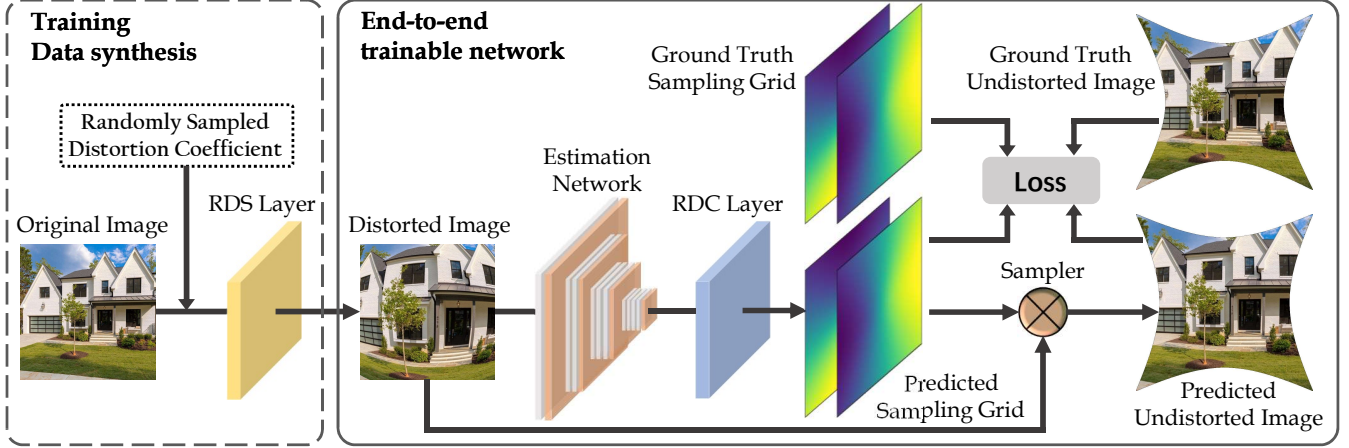 Training
Data synthesis
Randomly Sampled
Distortion Coefficient
Original Image
RDS Layer
End-to-end
trainable network
Distorted Image
Estimation
Network
RDC Layer
Ground Truth
Sampling Grid
Predicted
Sampling Grid
Ground Truth
Undistorted Image
Loss
Sampler
Predicted
Undistorted Image